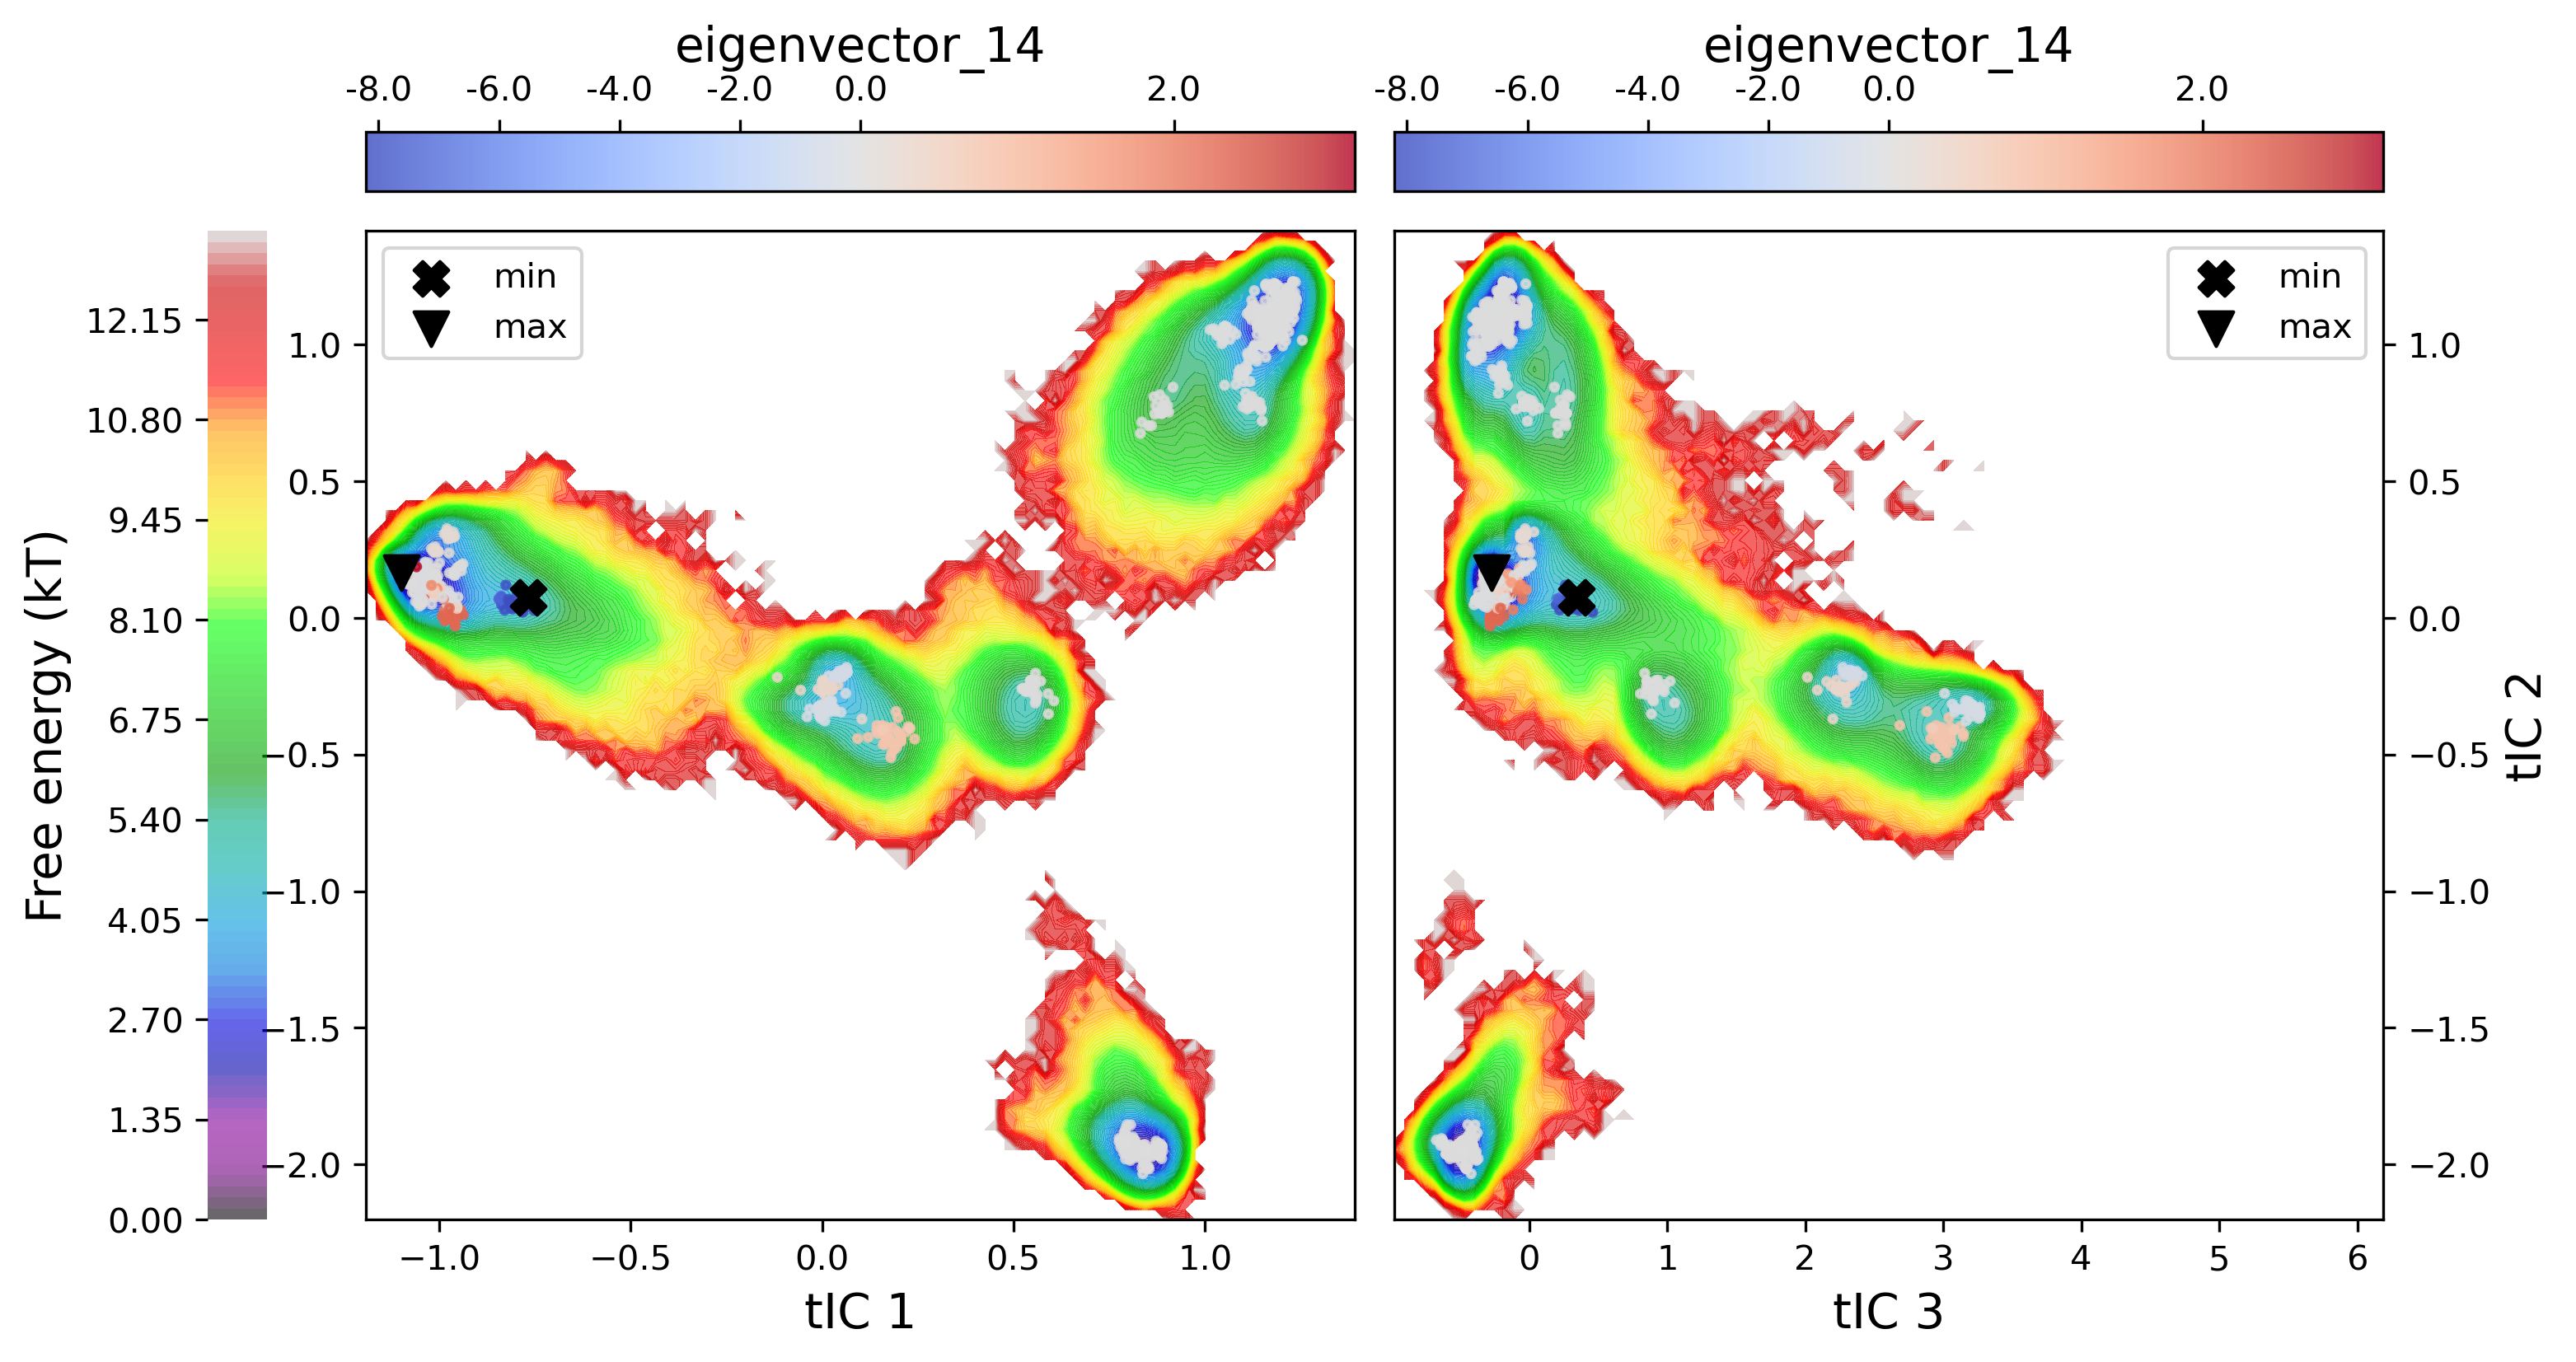 eigenvector_14 eigenvector_14
-8.0 -6.0 -4.0 -2.0 0.0 2.0 -8.0 -6.0 -4.0 -2.0 0.0 2.0
min
max
min
max
Free energy (kT)
12.15
10.80
9.45
8.10
6.75
5.40
4.05
2.70
1.35
0.00
1.0
0.5
0.0
−0.5
−1.0
−1.5
−2.0
1.0
0.5
0.0
−0.5
−1.0
−1.5
−2.0
tIC 2
−1.0 −0.5 0.0 0.5 1.0 0 1 2 3 4 5 6
tIC 1 tIC 3